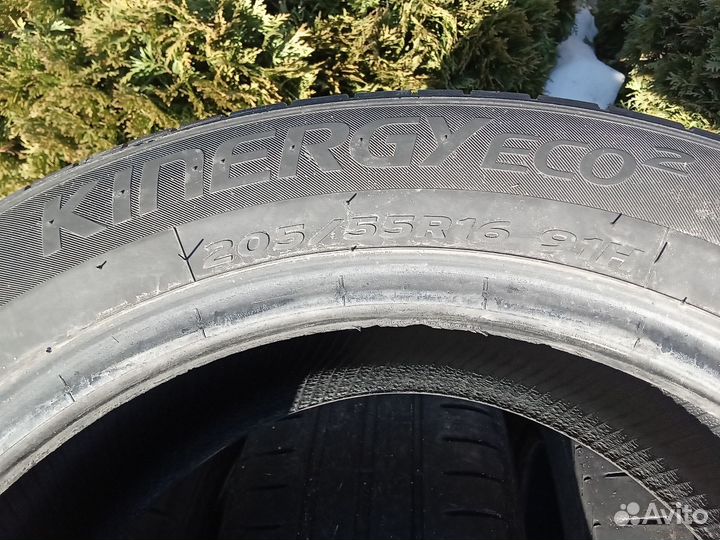 KINERGY ECO²
205/55R16 91H
Avito